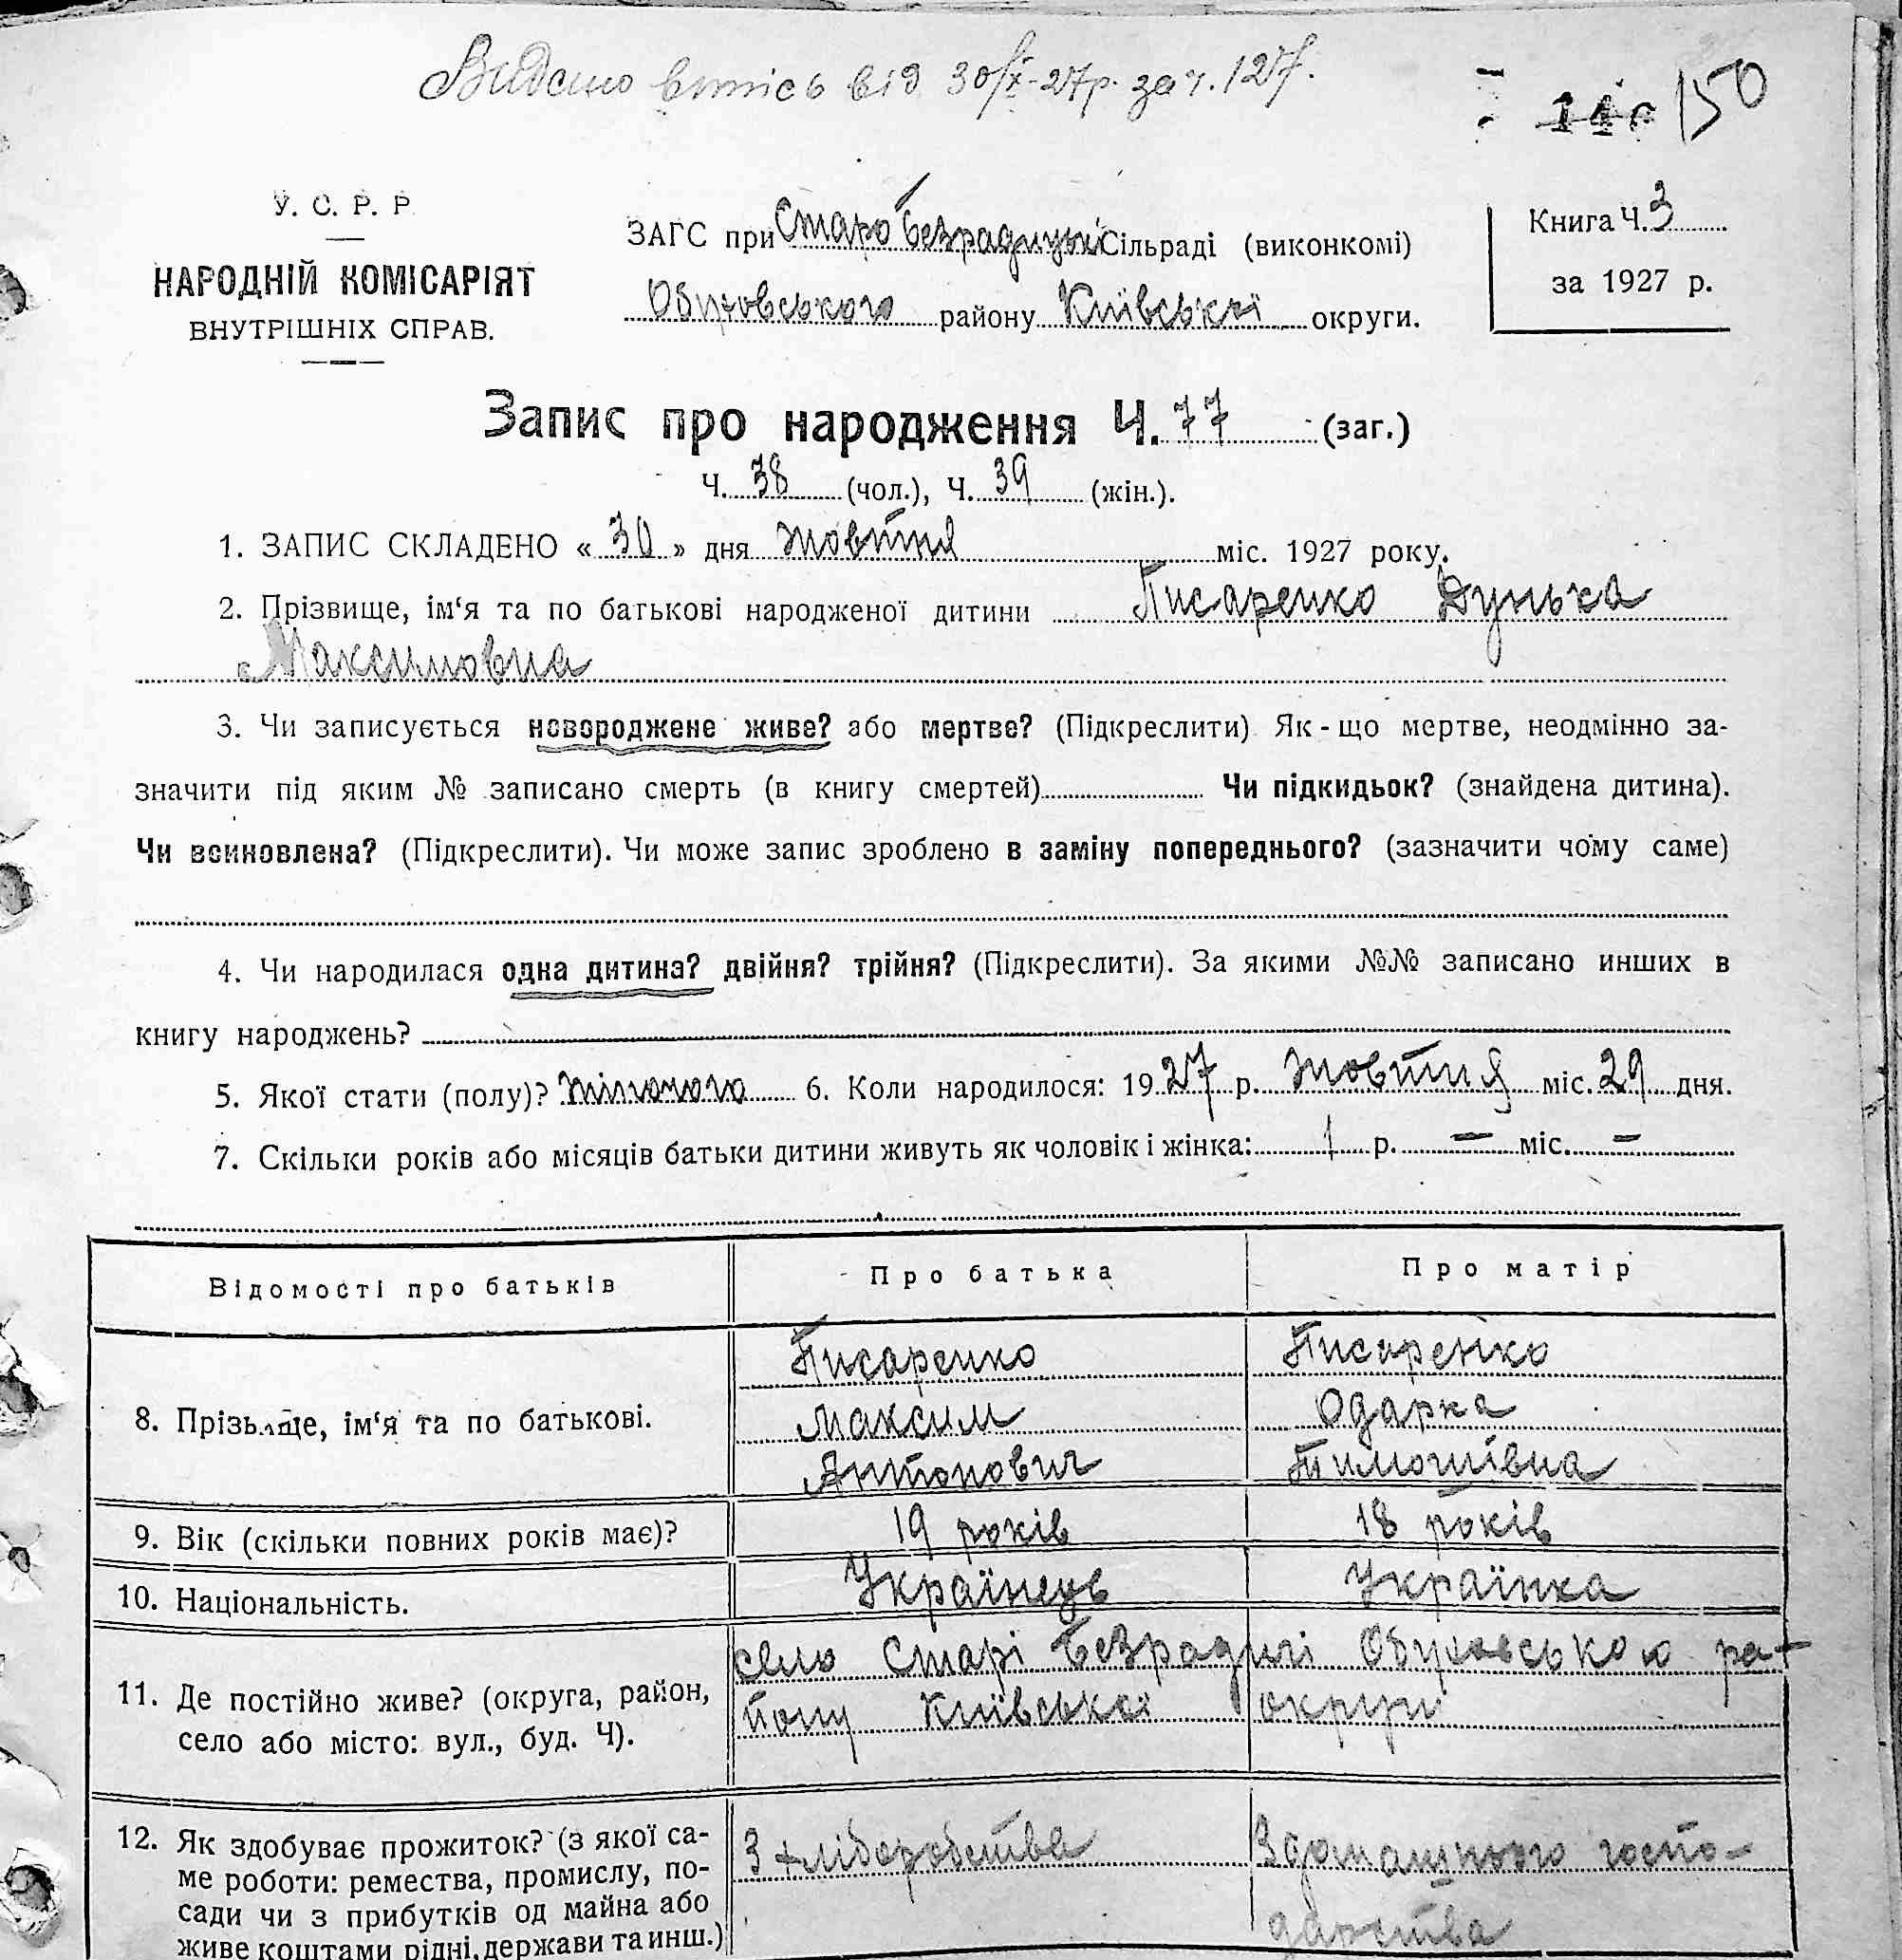 Видано витісь від 30/X-27р. за ч. 127.
150
У. С. Р. Р.
НАРОДНІЙ КОМІСАРІЯТ
ВНУТРІШНІХ СПРАВ.
ЗАГС при Старо Безрадицькі Сільраді (виконкомі)
Обуховського району Київської округи.
Книга Ч. 3
за 1927 р.
Запис про народження Ч. 77 (заг.)
Ч. 38 (чол.), Ч. 39 (жін.).
1. ЗАПИС СКЛАДЕНО « 30 » дня жовтня міс. 1927 року.
2. Прізвище, ім‘я та по батькові народженої дитини Писаренко Дунька
Максимовна
3. Чи записується новороджене живе? або мертве? (Підкреслити) Як-що мертве, неодмінно за-
значити під яким № записано смерть (в книгу смертей) Чи підкидьок? (знайдена дитина).
Чи всиновлена? (Підкреслити). Чи може запис зроблено в заміну попереднього? (зазначити чому саме)
4. Чи народилася одна дитина? двійня? трійня? (Підкреслити). За якими №№ записано инших в
книгу народжень?
5. Якої стати (полу)? жіночого 6. Коли народилося: 1927 р. жовтня міс. 29 дня.
7. Скільки років або місяців батьки дитини живуть як чоловік і жінка: 1 р. — міс. —
Відомості про батьків
Про батька
Про матір
8. Прізвище, ім‘я та по батькові.
Писаренко
Максим
Антонович
Писаренко
Одарка
Тимошівна
9. Вік (скільки повних років має)?
19 років
18 років
10. Національність.
Українець
Українка
11. Де постійно живе? (округа, район,
село або місто: вул., буд. Ч).
село Старі Безрадичі Обуховського ра-
йону Київської округи
12. Як здобуває прожиток? (з якої са-
ме роботи: ремества, промислу, по-
сади чи з прибутків од майна або
живе коштами рідні, держави та инш.)
З хліборобства
З домашнього госпо-
дарства